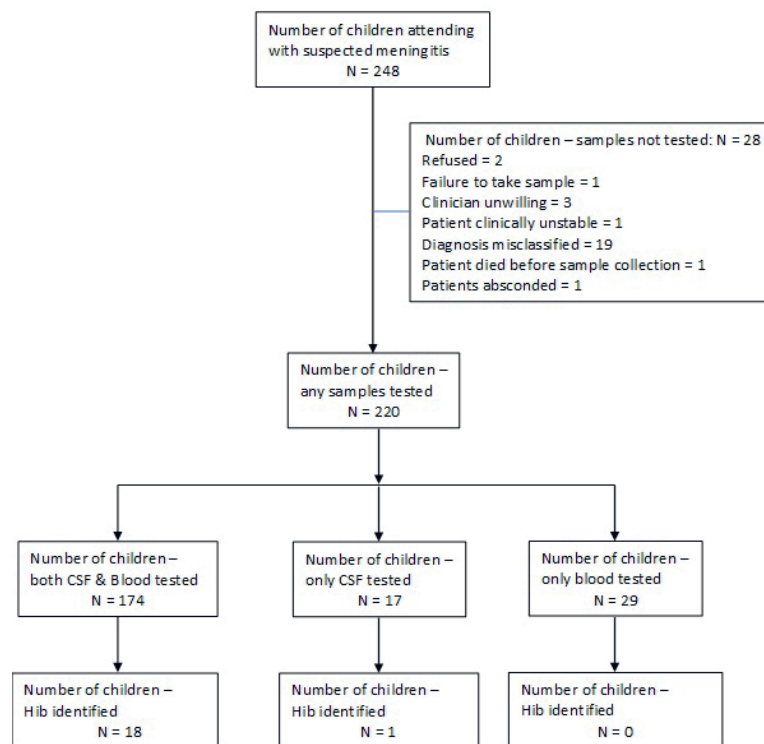 Number of children attending
with suspected meningitis
N = 248
Number of children – samples not tested: N = 28
Refused = 2
Failure to take sample = 1
Clinician unwilling = 3
Patient clinically unstable = 1
Diagnosis misclassified = 19
Patient died before sample collection = 1
Patients absconded = 1
Number of children –
any samples tested
N = 220
Number of children –
both CSF & Blood tested
N = 174
Number of children –
only CSF tested
N = 17
Number of children –
only blood tested
N = 29
Number of children –
Hib identified
N = 18
Number of children –
Hib identified
N = 1
Number of children –
Hib identified
N = 0